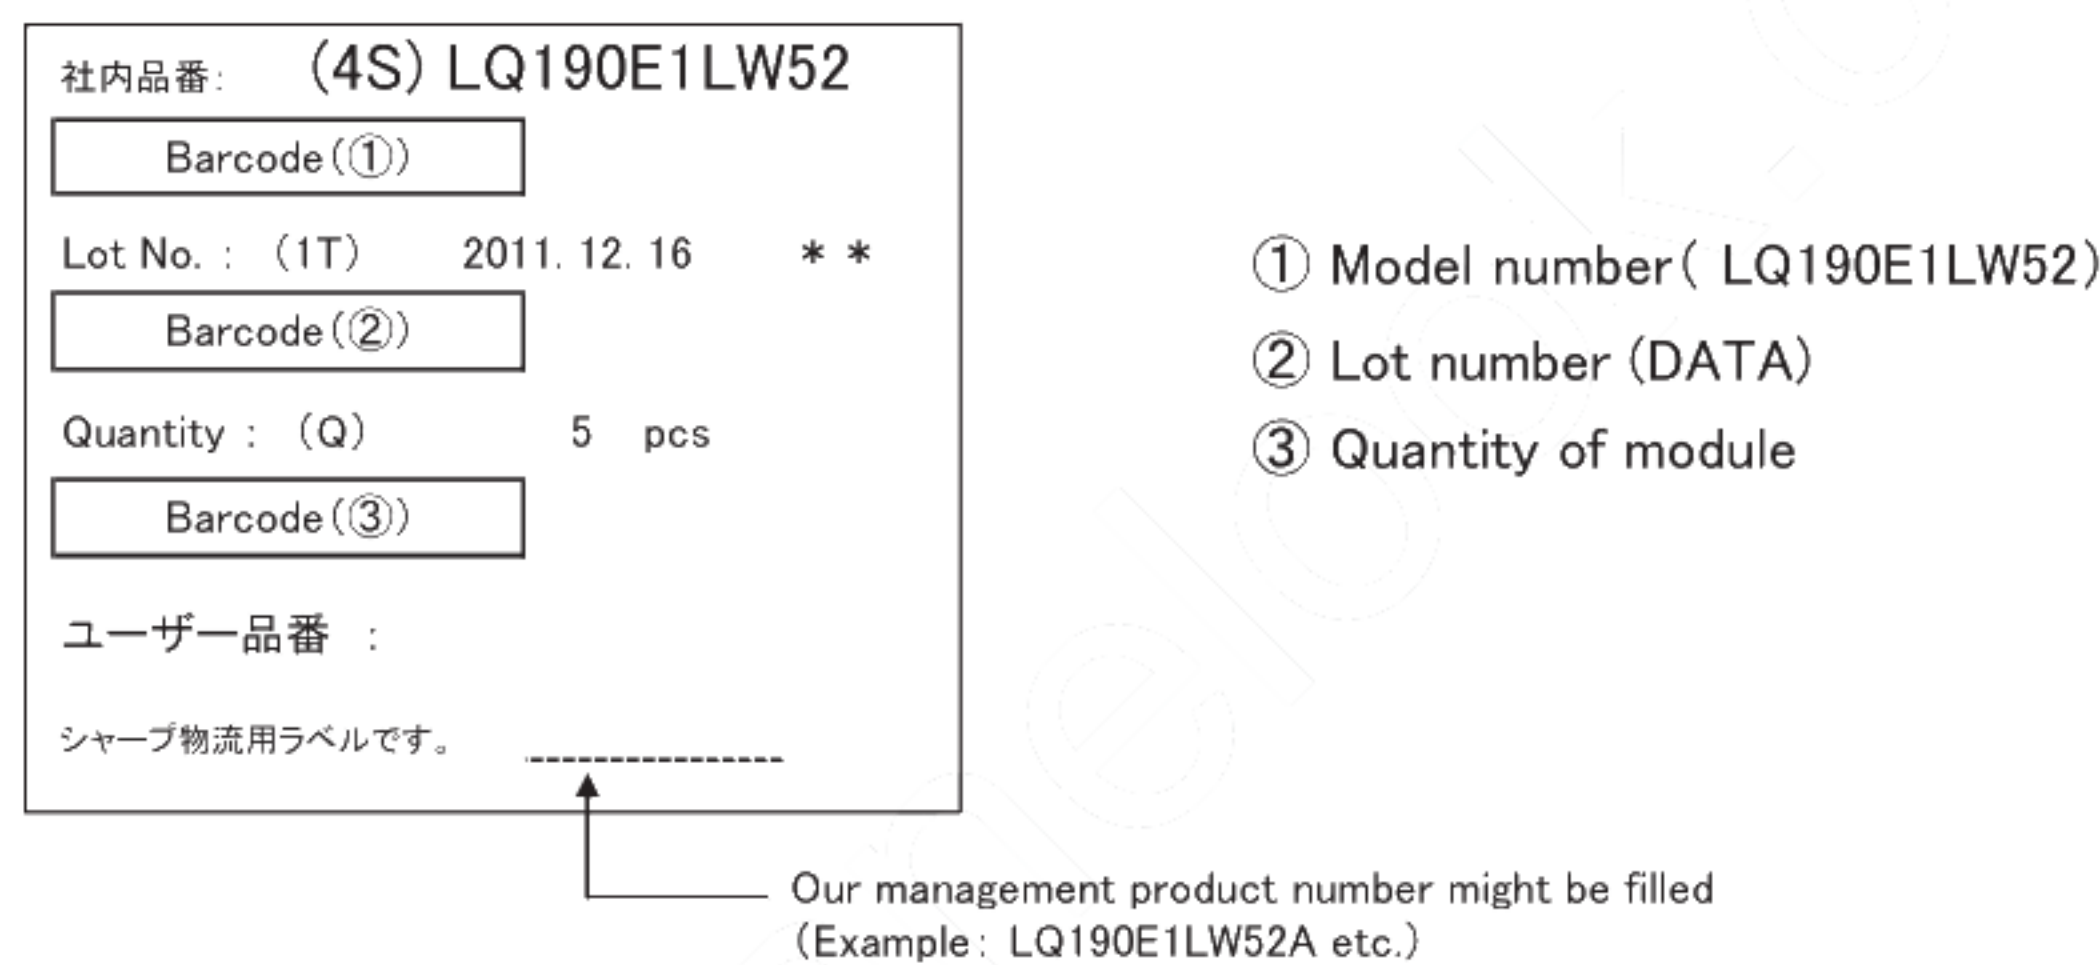 社内品番: (4S) LQ190E1LW52
Barcode(①)
Lot No. : (1T) 2011. 12. 16 * *
Barcode(②)
Quantity : (Q) 5 pcs
Barcode(③)
ユーザー品番 :
シャープ物流用ラベルです。
① Model number( LQ190E1LW52)
② Lot number (DATA)
③ Quantity of module
Our management product number might be filled
(Example: LQ190E1LW52A etc.)